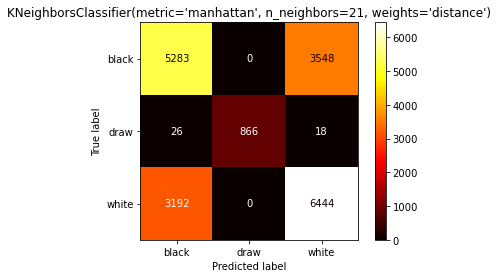 KNeighborsClassifier(metric='manhattan', n_neighbors=21, weights='distance')
black 5283 0 3548
draw 26 866 18
white 3192 0 6444
black draw white
Predicted label
True label
6000
5000
4000
3000
2000
1000
0